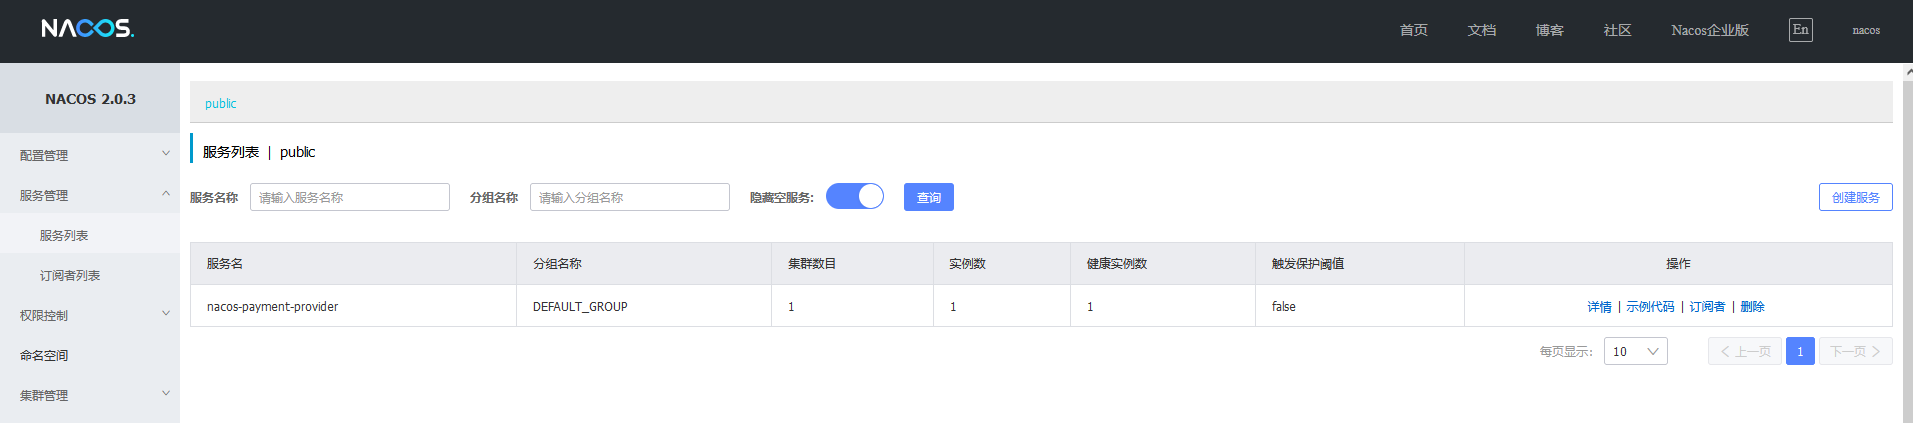 NACOS.
首页 文档 博客 社区 Nacos企业版 En nacos
NACOS 2.0.3
配置管理
服务管理
服务列表
订阅者列表
权限控制
命名空间
集群管理
public
服务列表 | public
服务名称 请输入服务名称 分组名称 请输入分组名称 隐藏空服务: 查询 创建服务
服务名 分组名称 集群数目 实例数 健康实例数 触发保护阈值 操作
nacos-payment-provider DEFAULT_GROUP 1 1 1 false 详情 | 示例代码 | 订阅者 | 删除
每页显示: 10 < 上一页 1 下一页 >